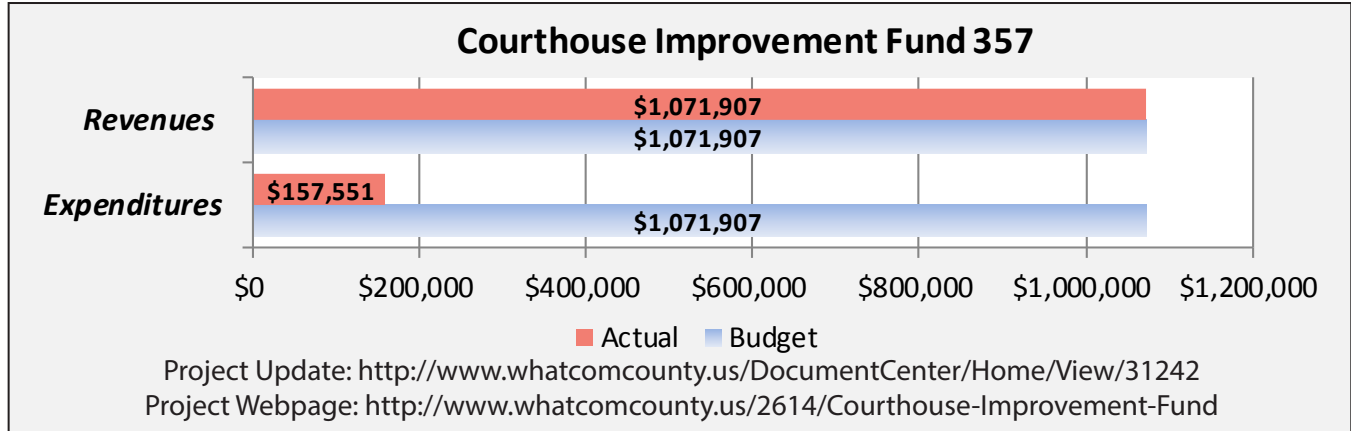 Courthouse Improvement Fund 357
Revenues
$1,071,907
$1,071,907
Expenditures
$157,551
$1,071,907
$0 $200,000 $400,000 $600,000 $800,000 $1,000,000 $1,200,000
Actual Budget
Project Update: http://www.whatcomcounty.us/DocumentCenter/Home/View/31242
Project Webpage: http://www.whatcomcounty.us/2614/Courthouse-Improvement-Fund